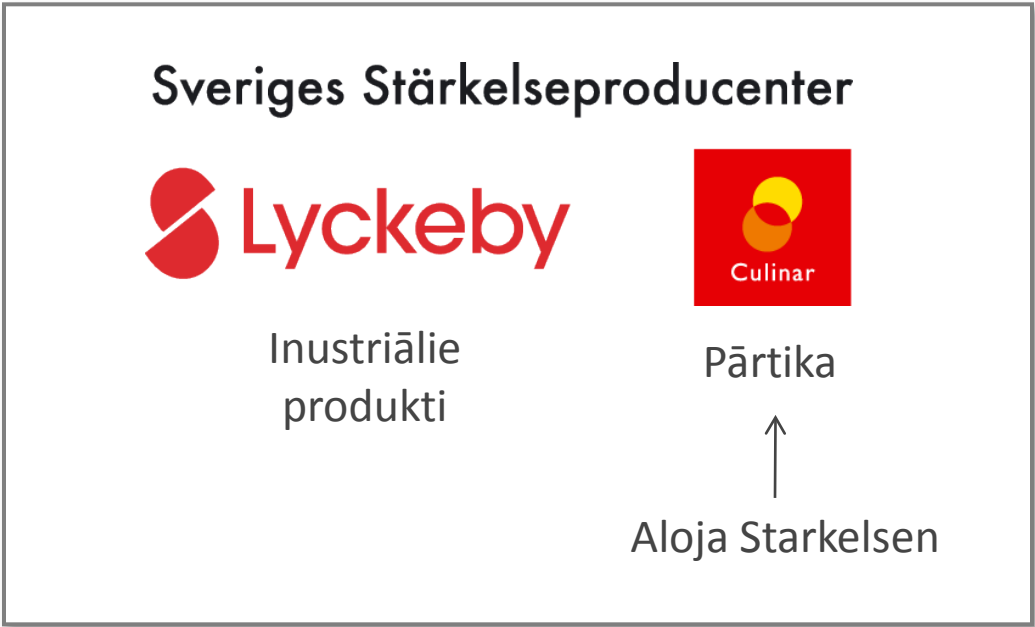 Sveriges Stärkelseproducenter
Lyckeby
Culinar
Inustriālie
produkti
Pārtika
Aloja Starkelsen